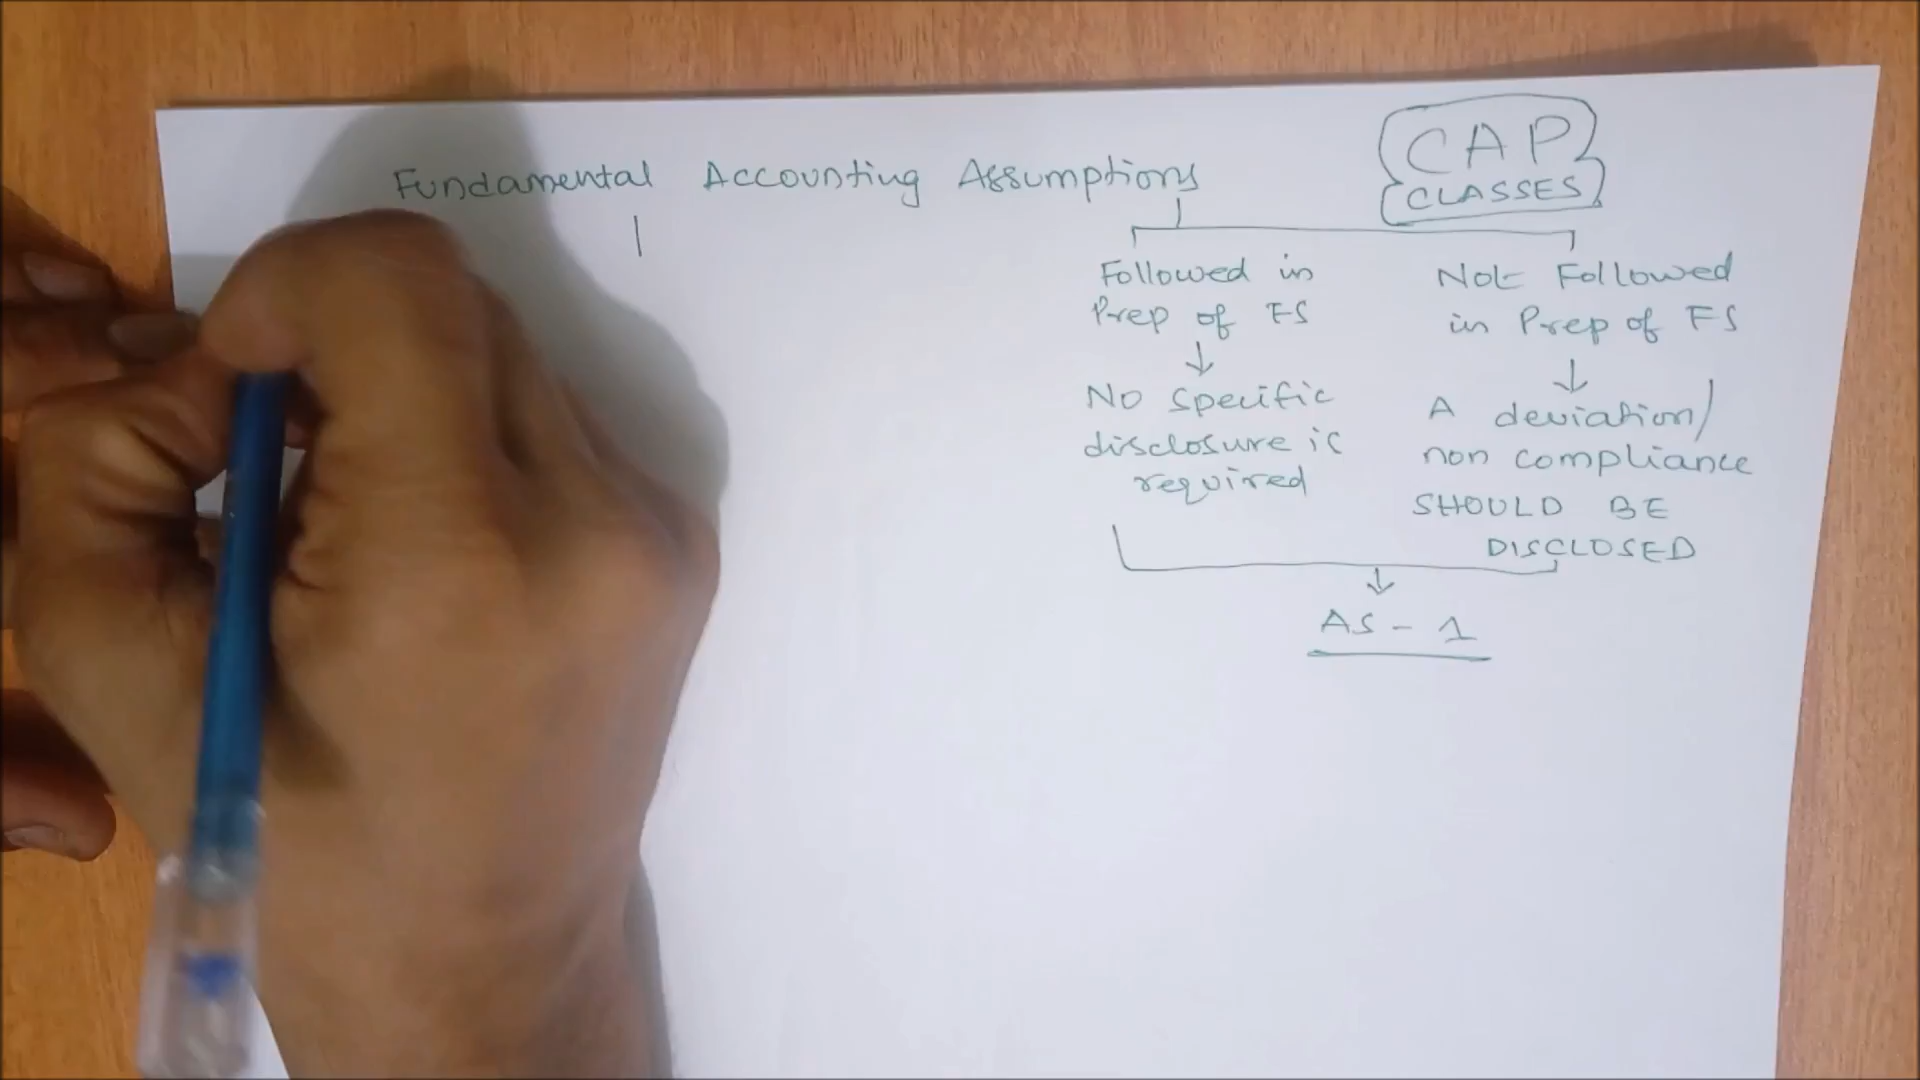 Fundamental Accounting Assumptions
CAP
CLASSES
Followed in
Prep of FS
No specific
disclosure is
required
Not Followed
in Prep of FS
A deviation/
non compliance
SHOULD BE
DISCLOSED
AS - 1